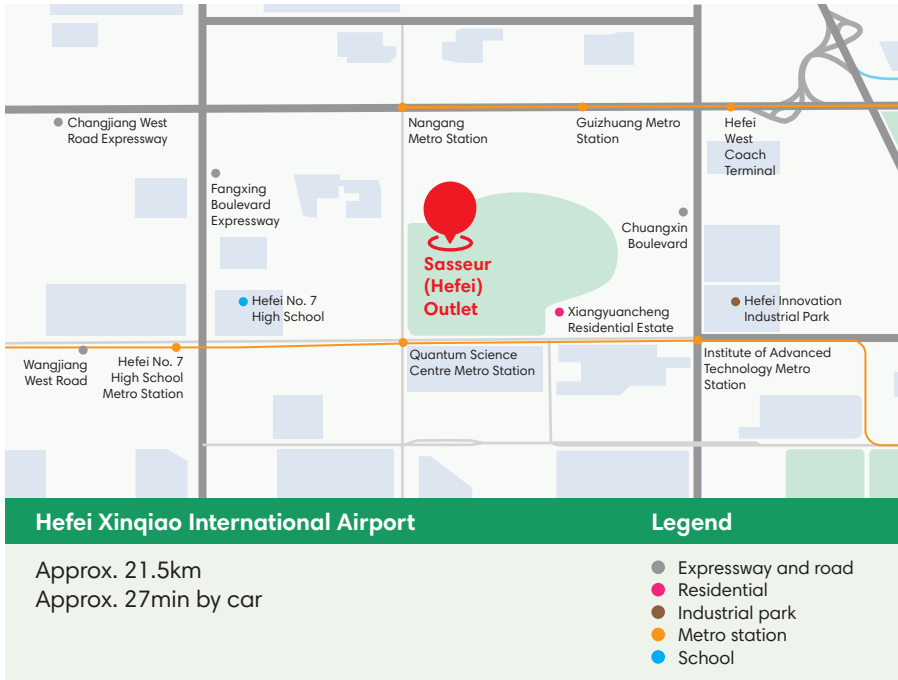 Changjiang West
Road Expressway
Nangang
Metro Station
Guizhuang Metro
Station
Hefei
West
Coach
Terminal
Fangxing
Boulevard
Expressway
Chuangxin
Boulevard
Sasseur
(Hefei)
Outlet
Hefei No. 7
High School
Xiangyuancheng
Residential Estate
Hefei Innovation
Industrial Park
Wangjiang
West Road
Hefei No. 7
High School
Metro Station
Quantum Science
Centre Metro Station
Institute of Advanced
Technology Metro
Station
Hefei Xinqiao International Airport
Approx. 21.5km
Approx. 27min by car
Legend
Expressway and road
Residential
Industrial park
Metro station
School